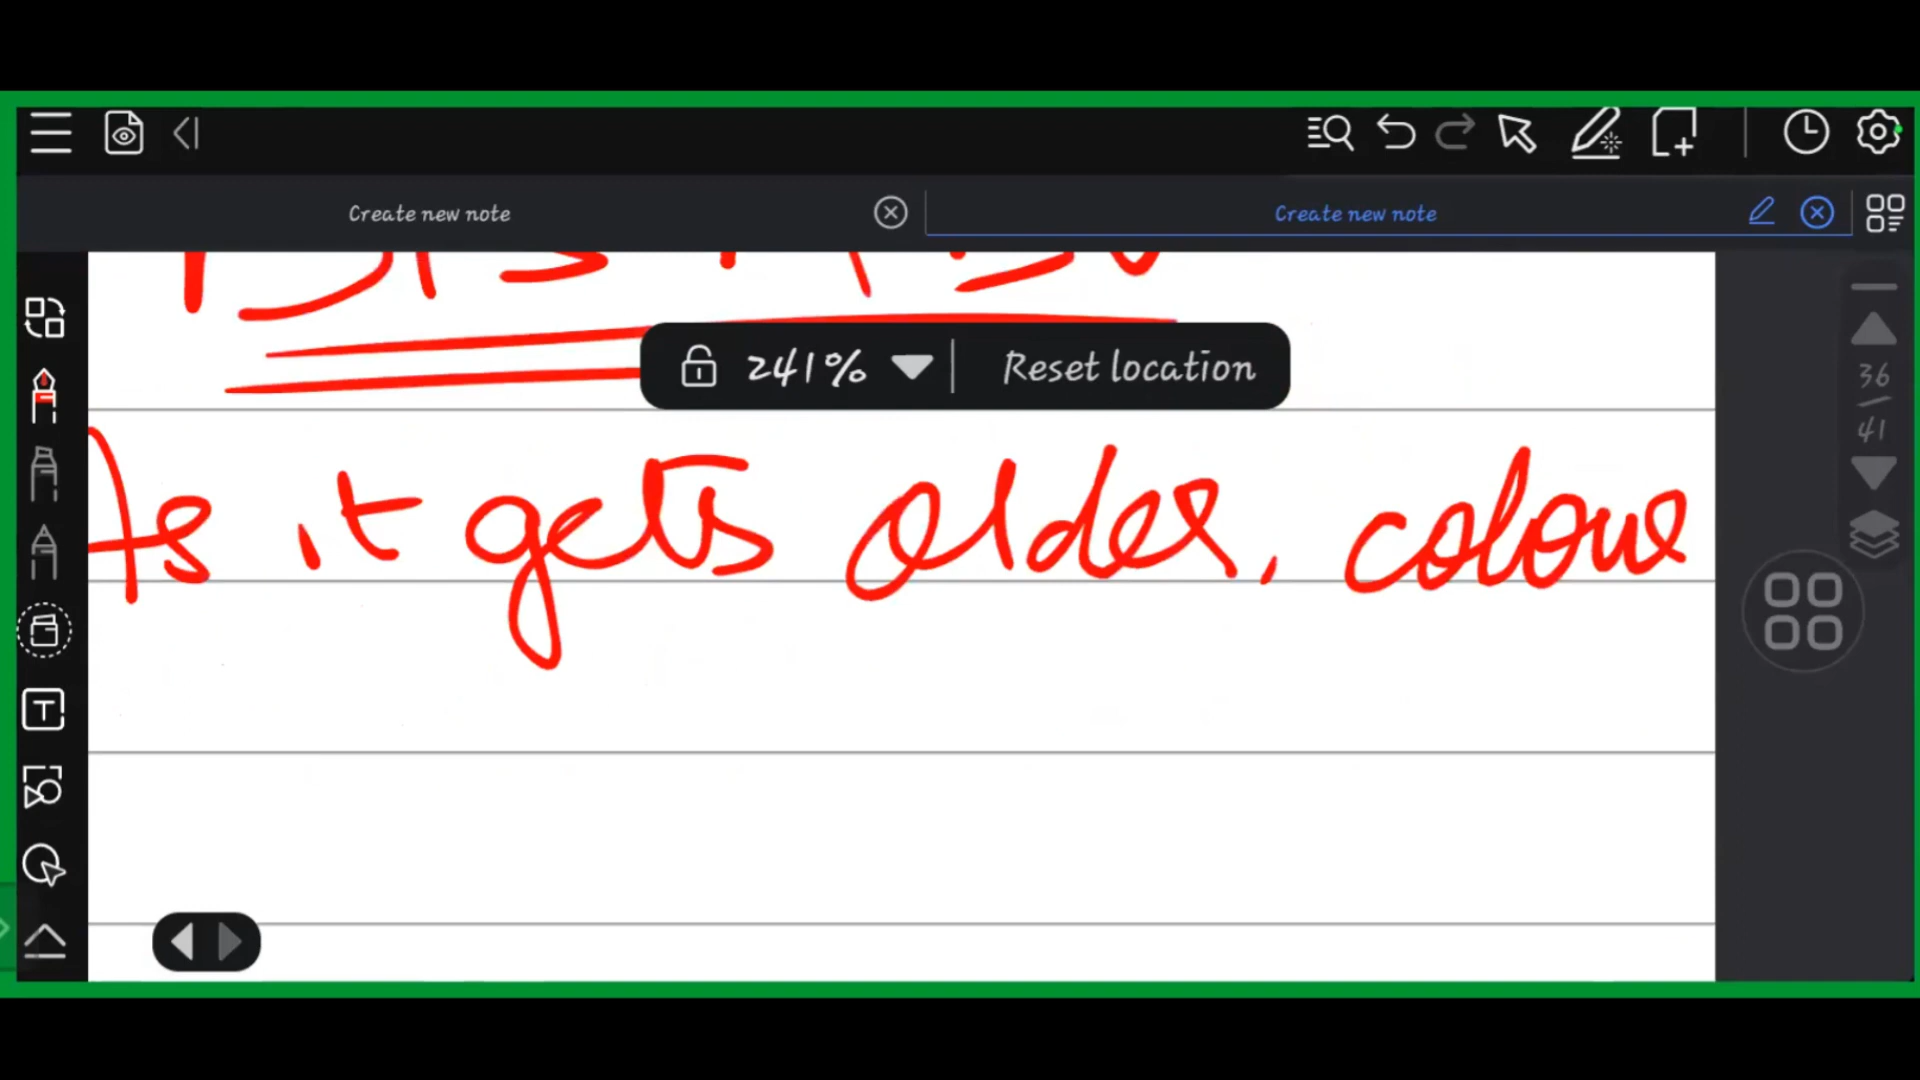 Create new note Create new note
241% Reset location
36
41
As it gets older, colour